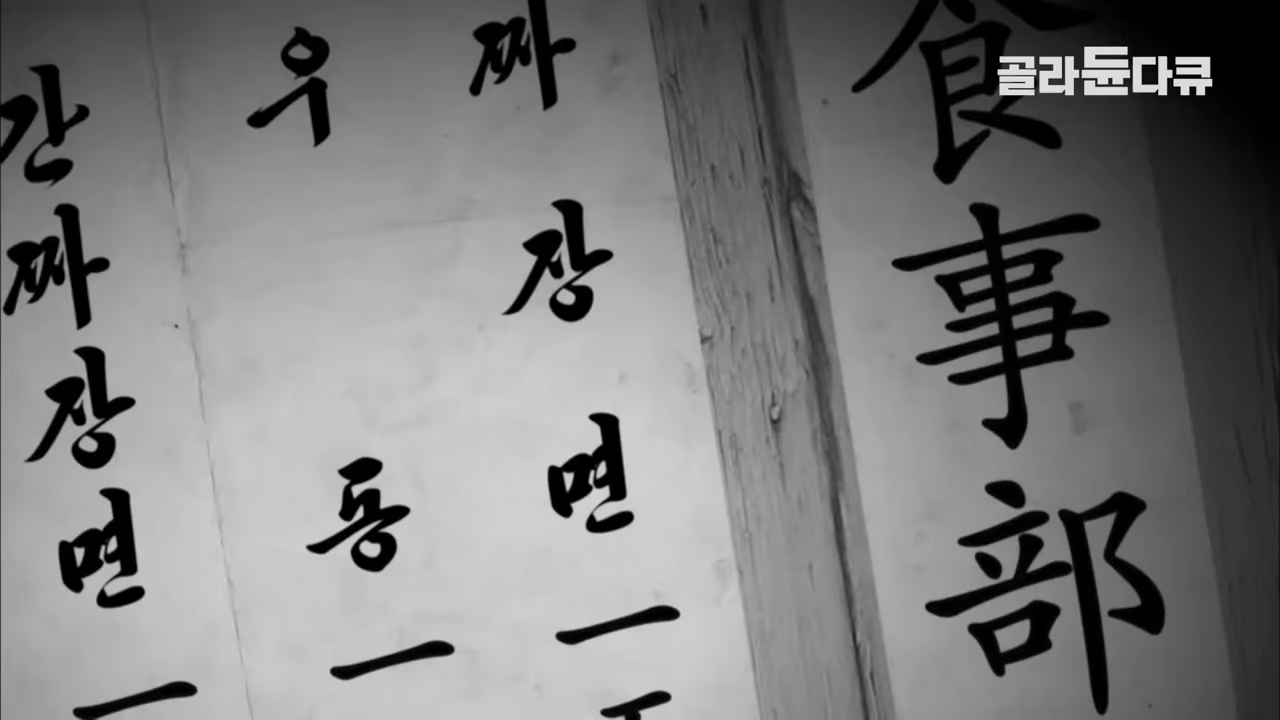 골라듄다큐
食事部
짜장면 一
우동 一
간짜장면 一